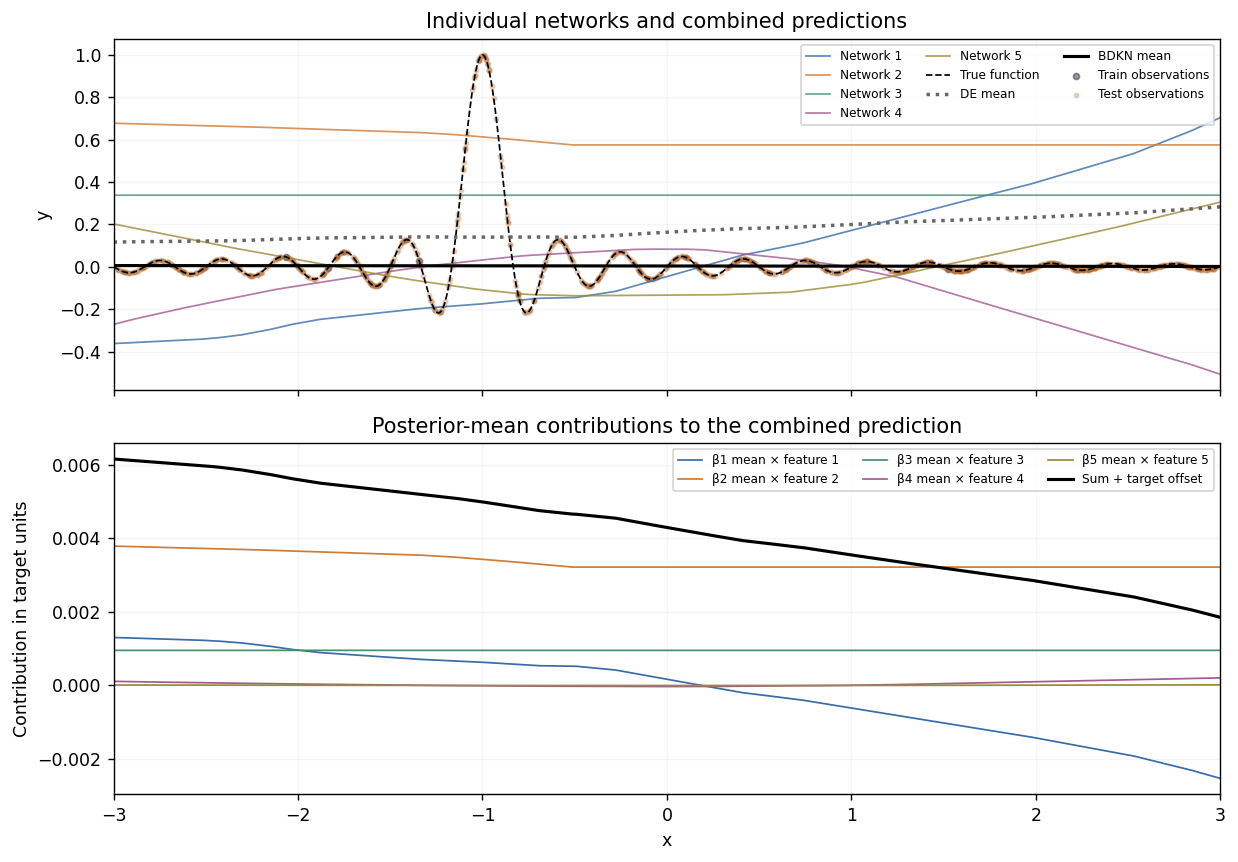 Individual networks and combined predictions
1.0
0.8
0.6
0.4
0.2
0.0
−0.2
−0.4
y
Network 1
Network 2
Network 3
Network 4
Network 5
True function
DE mean
BDKN mean
Train observations
Test observations
Posterior-mean contributions to the combined prediction
0.006
0.004
0.002
0.000
−0.002
Contribution in target units
β1 mean × feature 1
β2 mean × feature 2
β3 mean × feature 3
β4 mean × feature 4
β5 mean × feature 5
Sum + target offset
−3
−2
−1
0
1
2
3
x